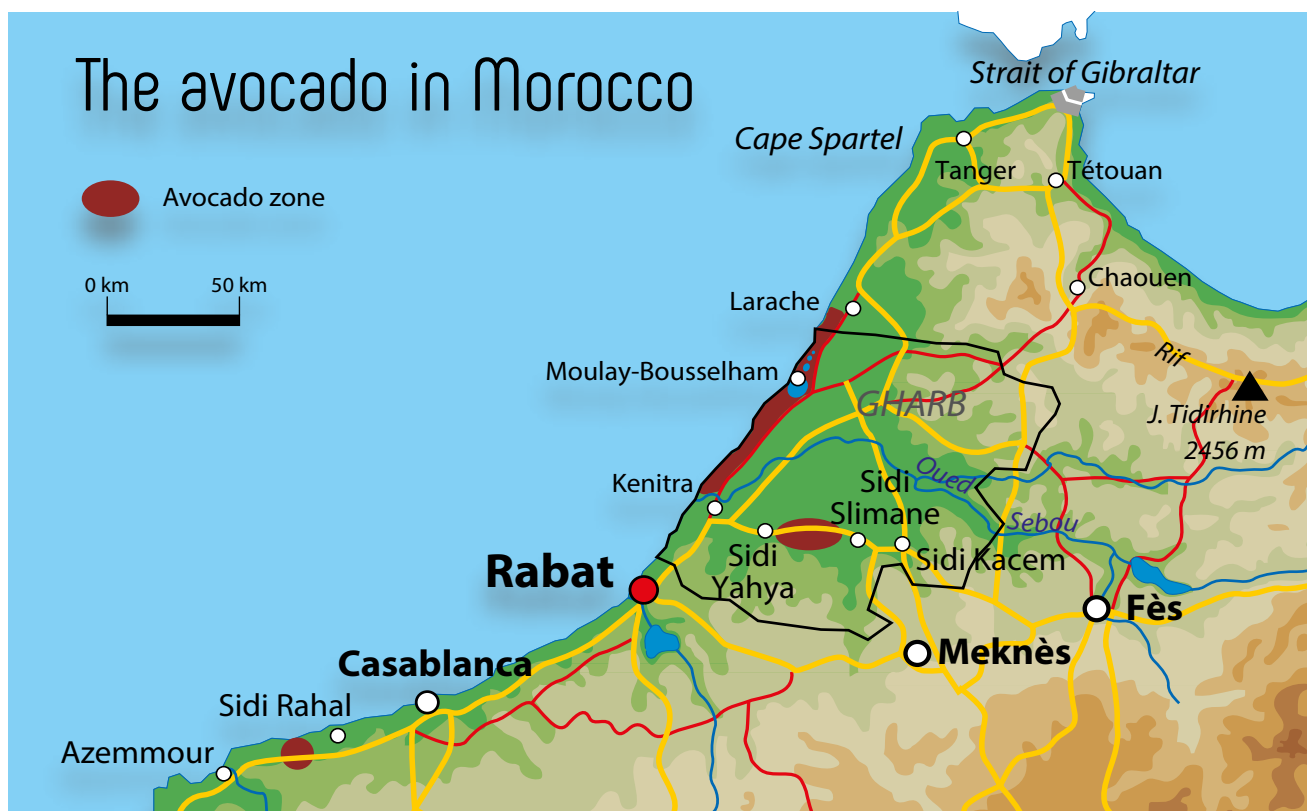 The avocado in Morocco
Strait of Gibraltar
Cape Spartel
Tanger
Tétouan
Avocado zone
0 km
50 km
Chaouen
Larache
Rif
Moulay-Bousselham
GHARB
J. Tidirhine
2456 m
Kenitra
Oued
Sebou
Sidi
Slimane
Sidi
Yahya
Sidi Kacem
Rabat
Fès
Meknès
Casablanca
Sidi Rahal
Azemmour